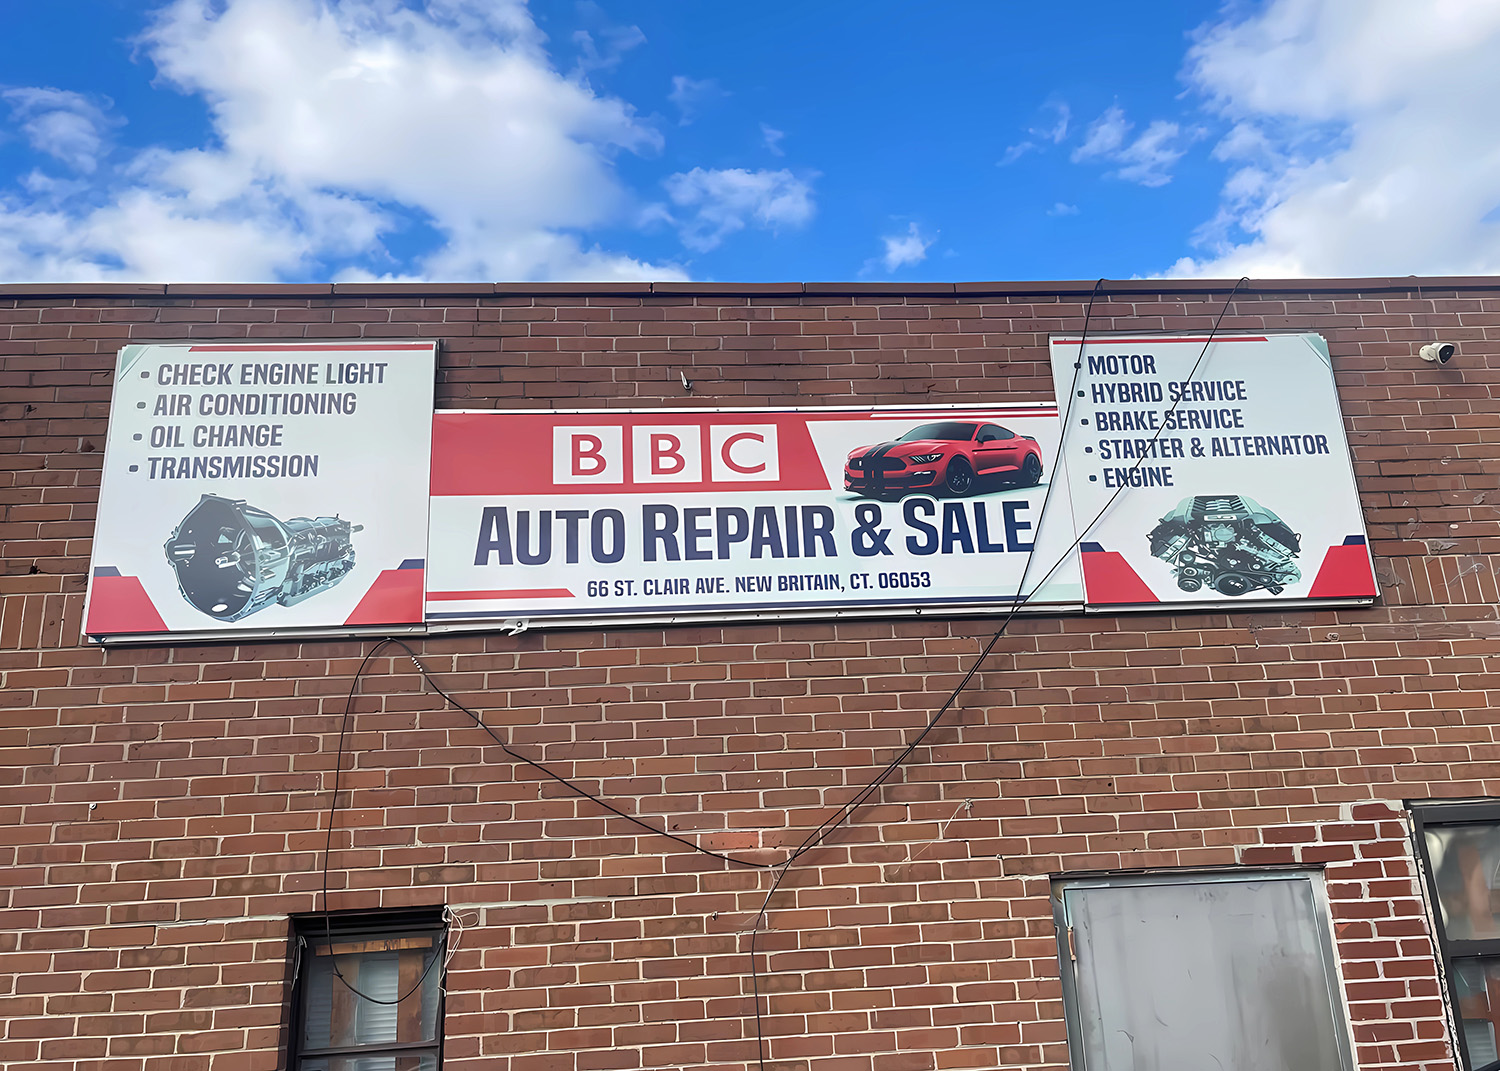 • CHECK ENGINE LIGHT
• AIR CONDITIONING
• OIL CHANGE
• TRANSMISSION
BBC
AUTO REPAIR & SALE
66 ST. CLAIR AVE. NEW BRITAIN, CT. 06053
• MOTOR
• HYBRID SERVICE
• BRAKE SERVICE
• STARTER & ALTERNATOR
• ENGINE